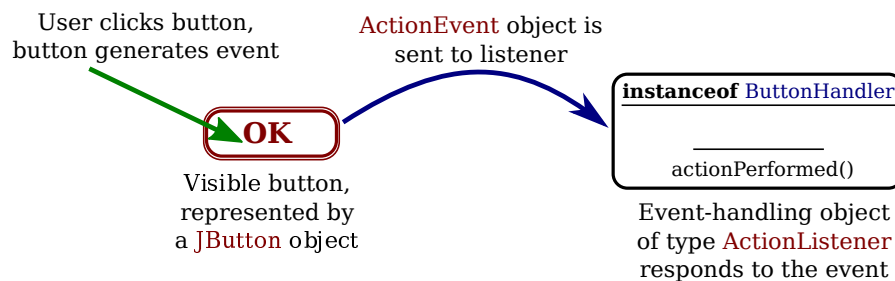 User clicks button,
button generates event
ActionEvent object is
sent to listener
OK
Visible button,
represented by
a JButton object
instanceof ButtonHandler
actionPerformed()
Event-handling object
of type ActionListener
responds to the event